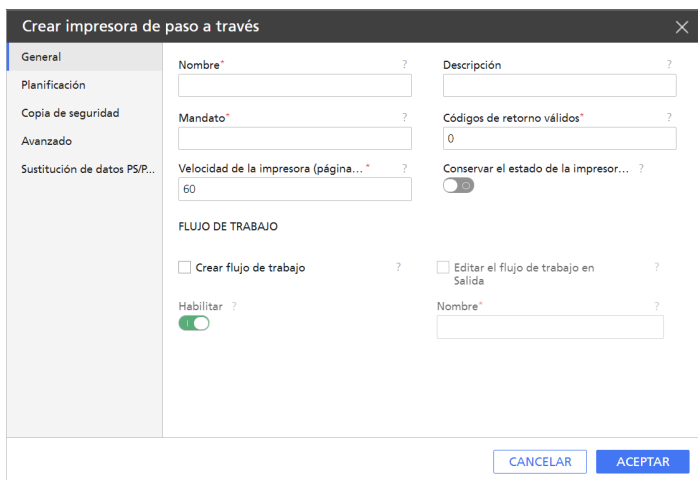 Crear impresora de paso a través
General
Planificación
Copia de seguridad
Avanzado
Sustitución de datos PS/P...
Nombre* ? Descripción
Mandato* ? Códigos de retorno válidos* ?
0
Velocidad de la impresora (página... * ? Conservar el estado de la impresor... ?
60
FLUJO DE TRABAJO
Crear flujo de trabajo ? Editar el flujo de trabajo en ?
Salida
Habilitar ? Nombre* ?
CANCELAR ACEPTAR